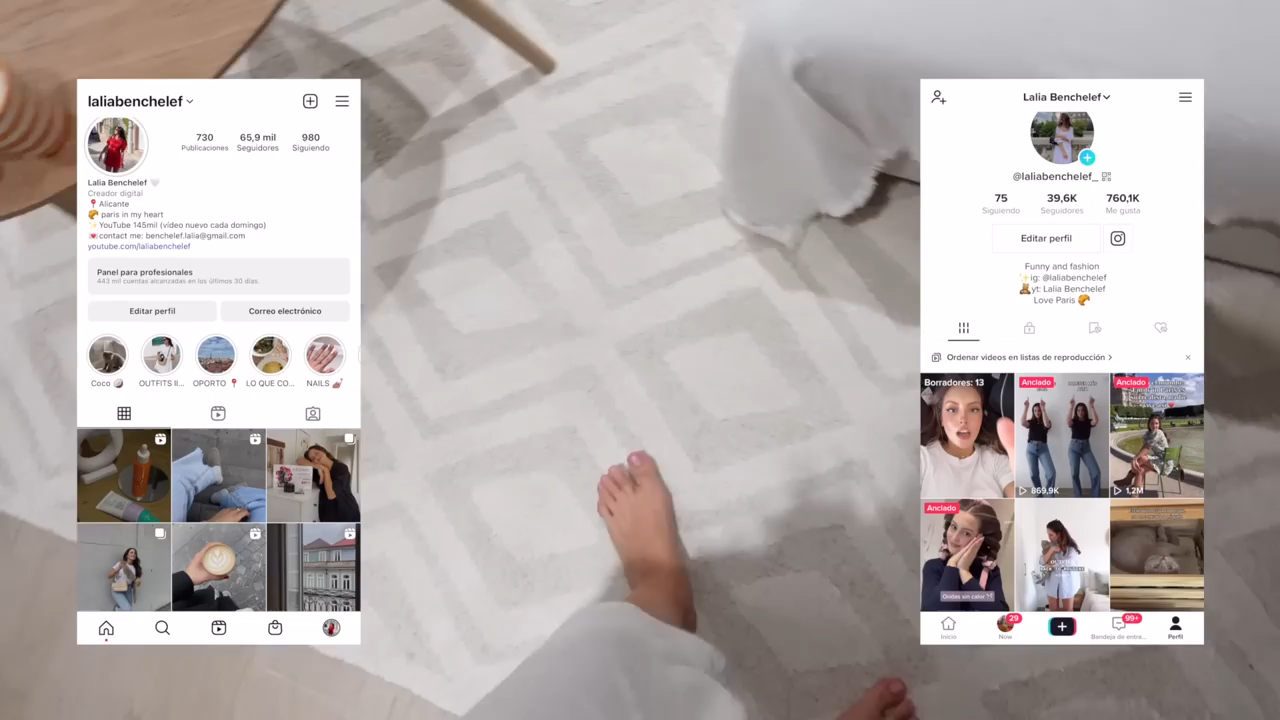 laliabenchelef
730
65,9 mil
980
Publicaciones
Seguidores
Siguiendo
Lalia Benchelef
Creador digital
Alicante
paris in my heart
YouTube 145mil (vídeo nuevo cada domingo)
contact me: benchelef.lalia@gmail.com
youtube.com/laliabenchelef
Panel para profesionales
443 mil cuentas alcanzadas en los últimos 30 días.
Editar perfil
Correo electrónico
Coco
OUTFITS II...
OPORTO
LO QUE CO...
NAILS
Lalia Benchelef
@laliabenchelef_
75
39,6K
760,1K
Siguiendo
Seguidores
Me gusta
Editar perfil
Funny and fashion
ig: @laliabenchelef
yt: Lalia Benchelef
Love Paris
Ordenar videos en listas de reproducción
Borradores: 13
Anclado
Anclado
869,9K
1,2M
Anclado
Ondas sin calor
Inicio
29
Now
99+
Bandeja de entra...
Perfil